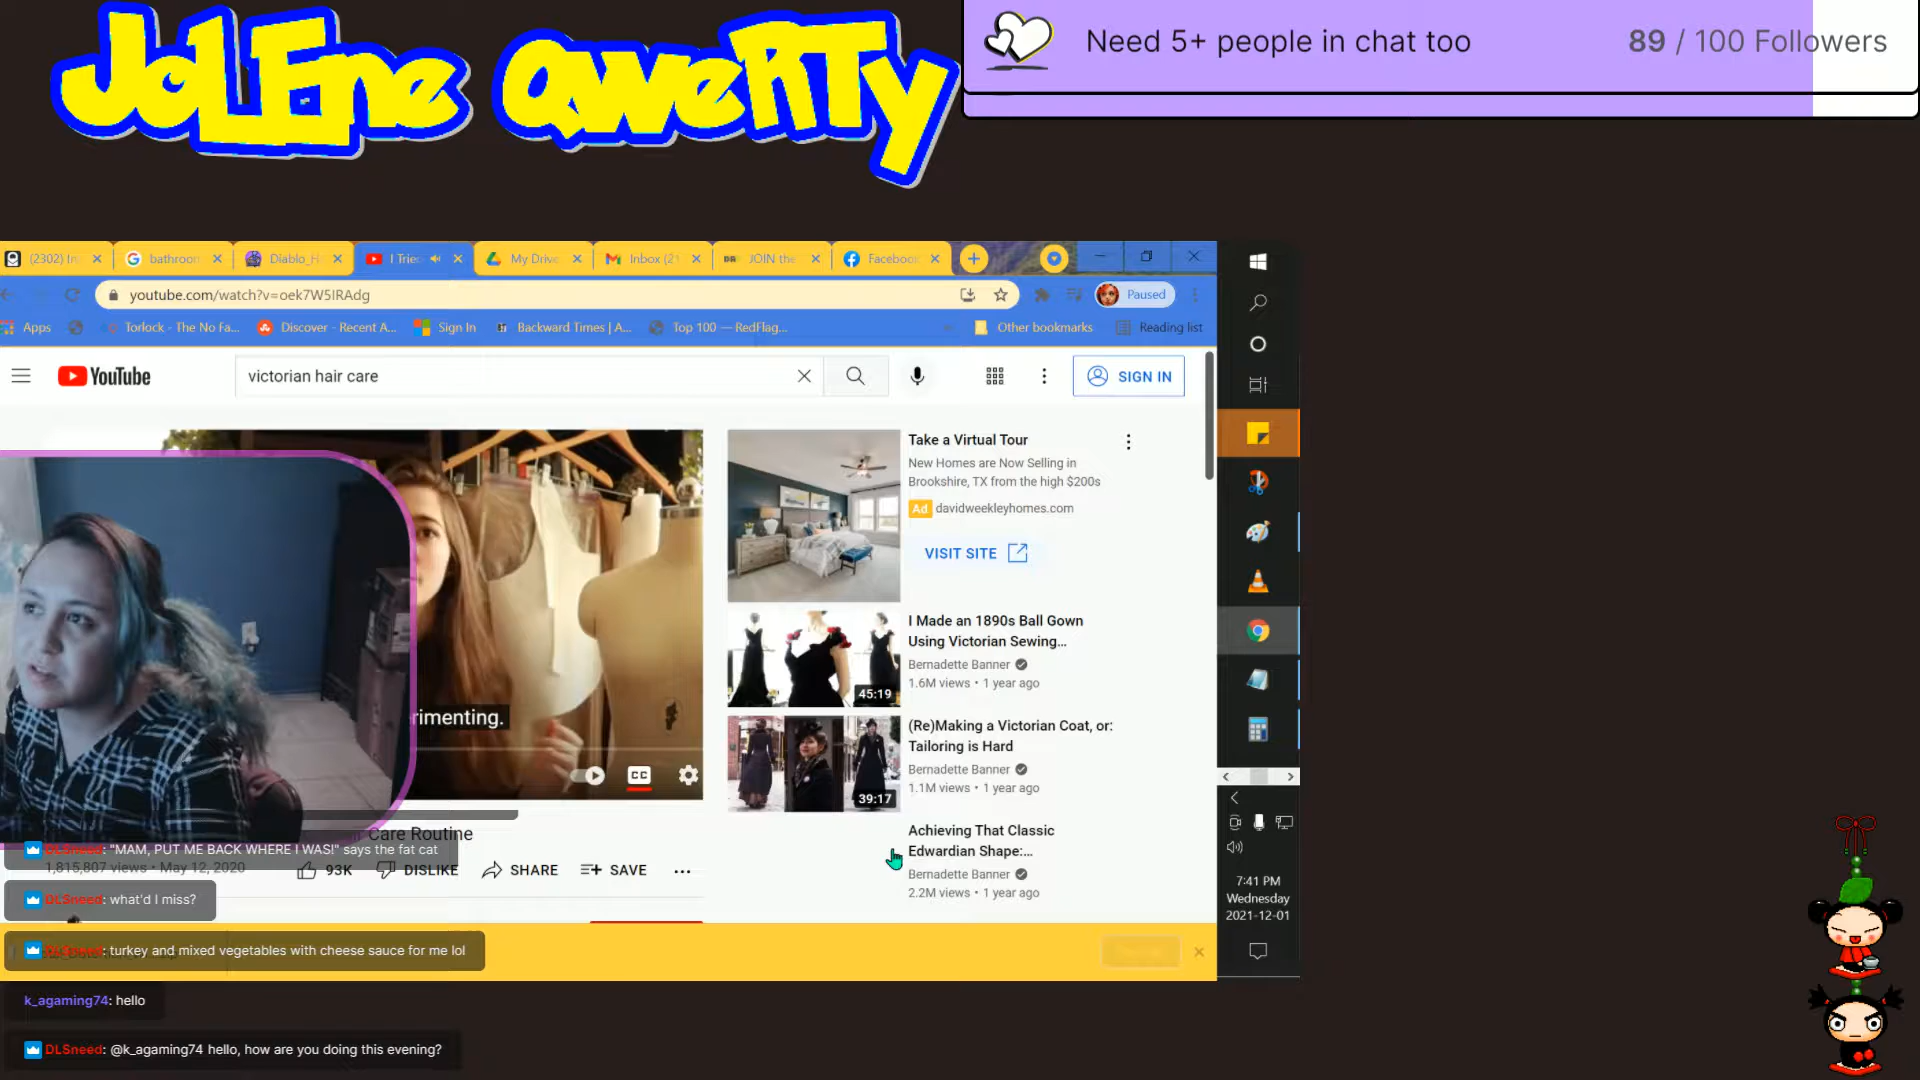 JoLEne QweRTy
Need 5+ people in chat too
89 / 100 Followers
(2302) In
bathroom
Diablo_H
I Tried
My Drive
Inbox (21
JOIN the
Facebook
youtube.com/watch?v=oek7W5IRAdg
Paused
Apps
Torlock - The No Fa...
Discover - Recent A...
Sign In
Backward Times | A...
Top 100 — RedFlag...
Other bookmarks
Reading list
YouTube
victorian hair care
SIGN IN
rimenting.
CC
Take a Virtual Tour
New Homes are Now Selling in
Brookshire, TX from the high $200s
Ad davidweekleyhomes.com
VISIT SITE
45:19
I Made an 1890s Ball Gown
Using Victorian Sewing...
Bernadette Banner
1.6M views • 1 year ago
39:17
(Re)Making a Victorian Coat, or:
Tailoring is Hard
Bernadette Banner
1.1M views • 1 year ago
Achieving That Classic
Edwardian Shape:...
Bernadette Banner
2.2M views • 1 year ago
Care Routine
1,815,807 views • May 12, 2020
93K
DISLIKE
SHARE
SAVE
7:41 PM
Wednesday
2021-12-01
DLSneed: "MAM, PUT ME BACK WHERE I WAS!" says the fat cat
DLSneed: what'd I miss?
DLSneed: turkey and mixed vegetables with cheese sauce for me lol
k_agaming74: hello
DLSneed: @k_agaming74 hello, how are you doing this evening?